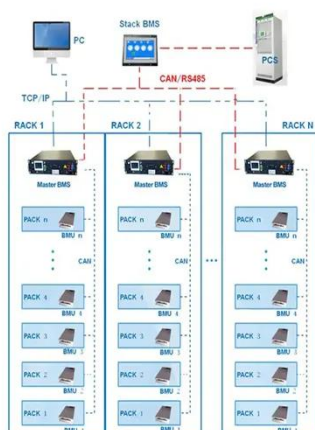 Stack BMS
PC
PCS
CAN/RS485
TCP/IP
RACK 1
RACK 2
RACK N
Master BMS
Master BMS
Master BMS
PACK n
PACK n
PACK n
BMU n
BMU n
BMU n
CAN
CAN
CAN
PACK 4
PACK 4
PACK 4
BMU 4
BMU 4
BMU 4
PACK 3
PACK 3
PACK 3
BMU 3
BMU 3
BMU 3
PACK 2
PACK 2
PACK 2
BMU 2
BMU 2
BMU 2
PACK 1
PACK 1
PACK 1